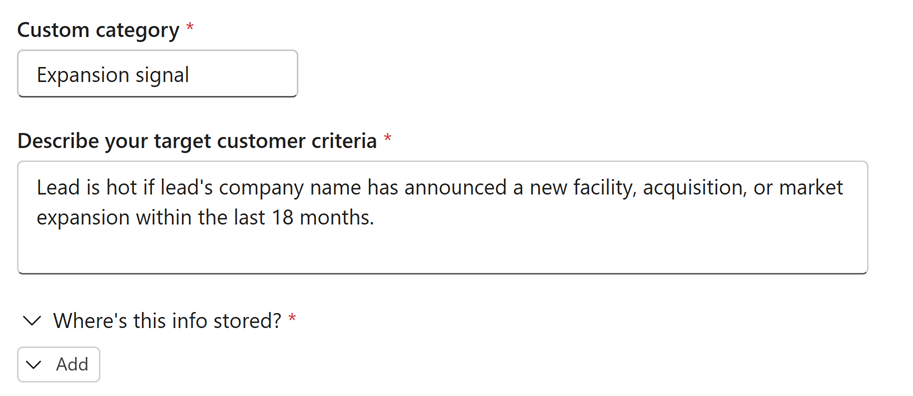 Custom category *
Expansion signal
Describe your target customer criteria *
Lead is hot if lead's company name has announced a new facility, acquisition, or market
expansion within the last 18 months.
Where's this info stored? *
Add